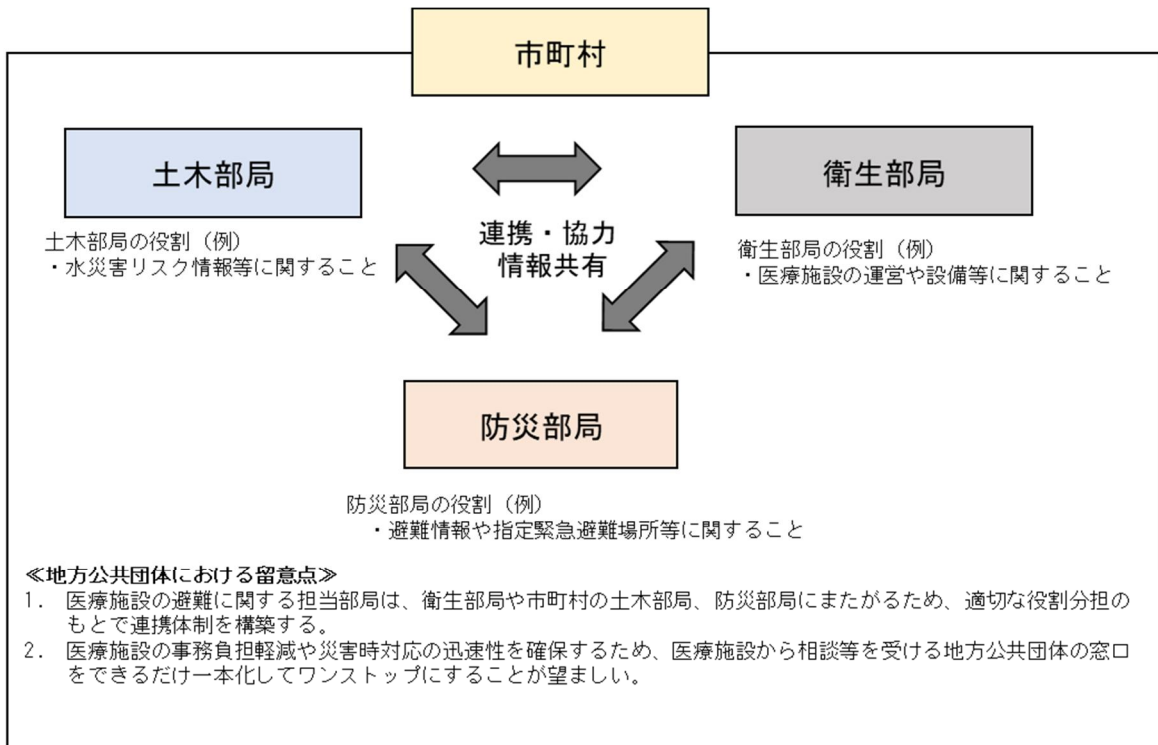 市町村
土木部局
衛生部局
連携・協力
情報共有
土木部局の役割（例）
・水災害リスク情報等に関すること
衛生部局の役割（例）
・医療施設の運営や設備等に関すること
防災部局
防災部局の役割（例）
・避難情報や指定緊急避難場所等に関すること
≪地方公共団体における留意点≫
1． 医療施設の避難に関する担当部局は、衛生部局や市町村の土木部局、防災部局にまたがるため、適切な役割分担の
もとで連携体制を構築する。
2． 医療施設の事務負担軽減や災害時対応の迅速性を確保するため、医療施設から相談等を受ける地方公共団体の窓口
をできるだけ一本化してワンストップにすることが望ましい。